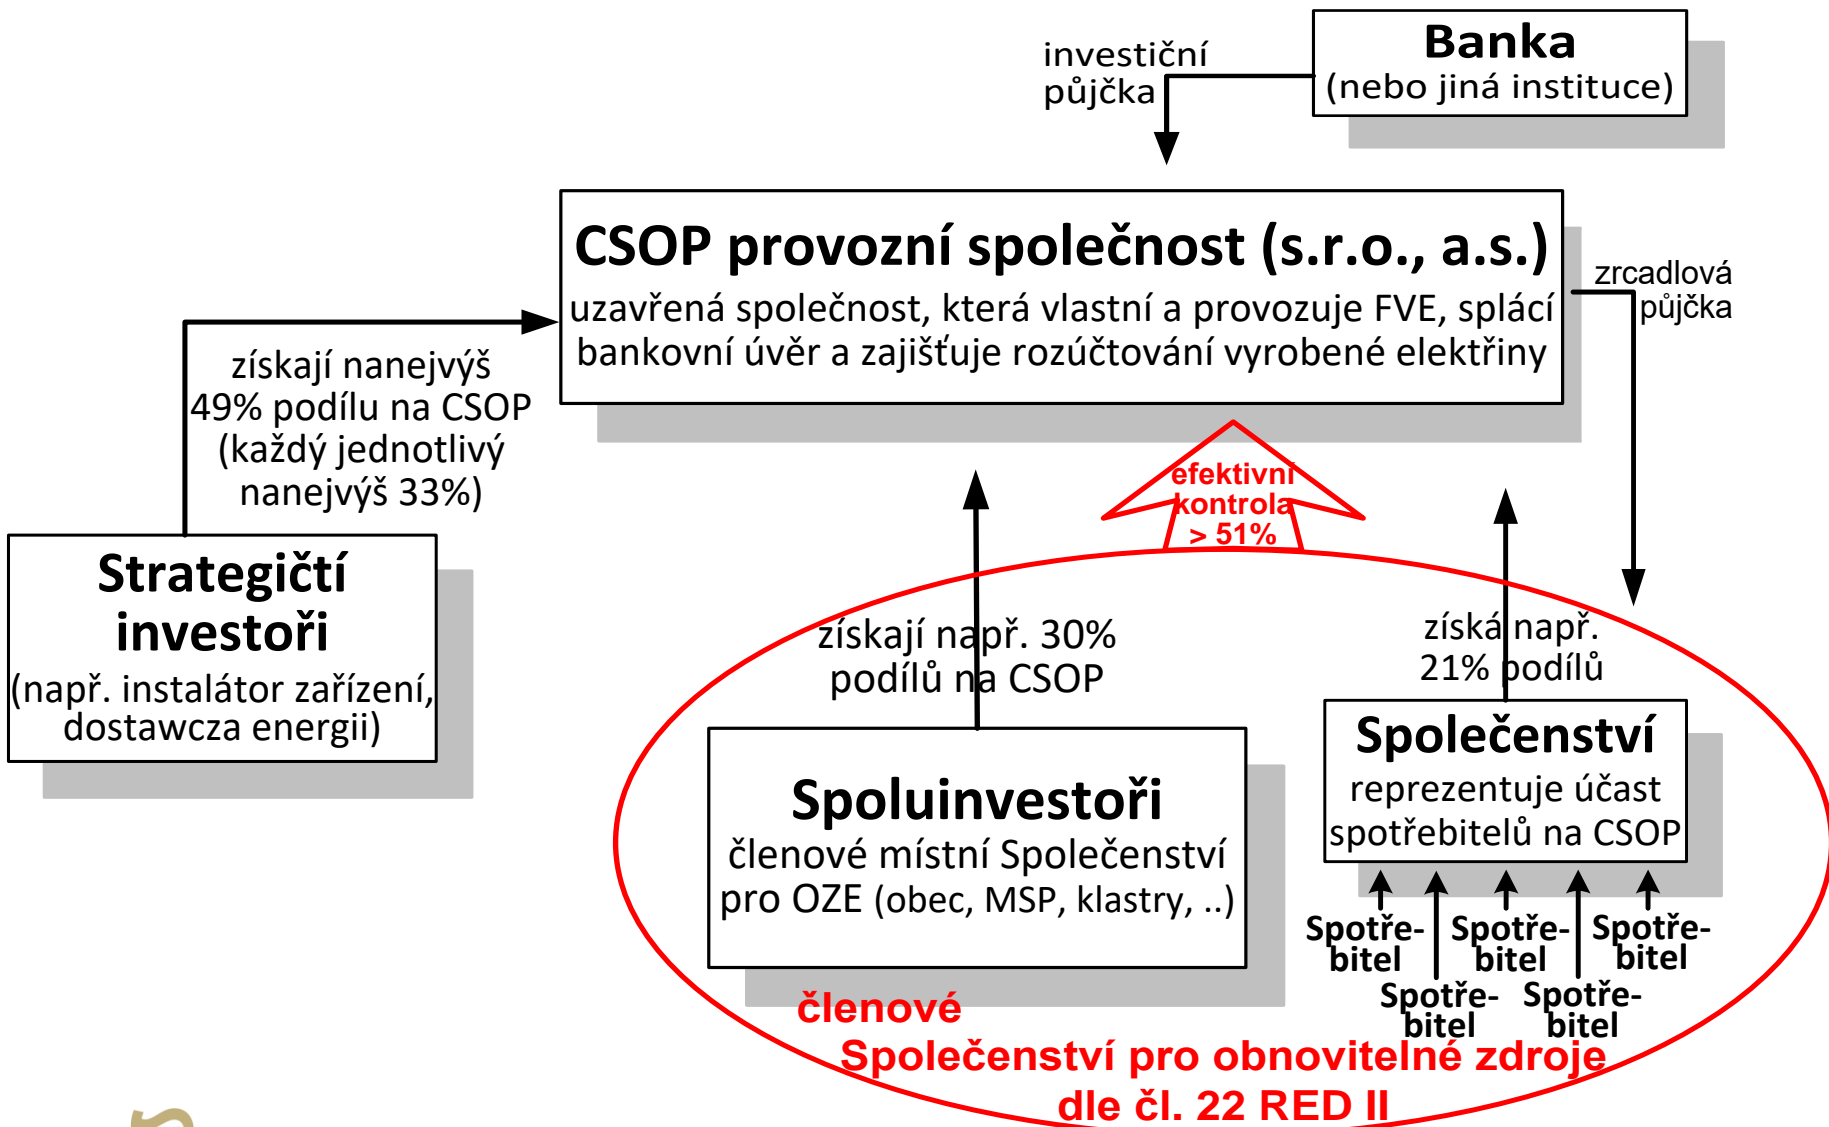 Banka
(nebo jiná instituce)
investiční
půjčka
CSOP provozní společnost (s.r.o., a.s.)
uzavřená společnost, která vlastní a provozuje FVE, splácí
bankovní úvěr a zajišťuje rozúčtování vyrobené elektřiny
zrcadlová
půjčka
získají nanejvýš
49% podílu na CSOP
(každý jednotlivý
nanejvýš 33%)
efektivní
kontrola
> 51%
Strategičtí
investoři
(např. instalátor zařízení,
dostawcza energii)
získají např. 30%
podílů na CSOP
získá např.
21% podílů
Spoluinvestoři
členové místní Společenství
pro OZE (obec, MSP, klastry, ..)
Společenství
reprezentuje účast
spotřebitelů na CSOP
Spotře-
bitel
Spotře-
bitel
Spotře-
bitel
Spotře-
bitel
Spotře-
bitel
členové
Společenství pro obnovitelné zdroje
dle čl. 22 RED II